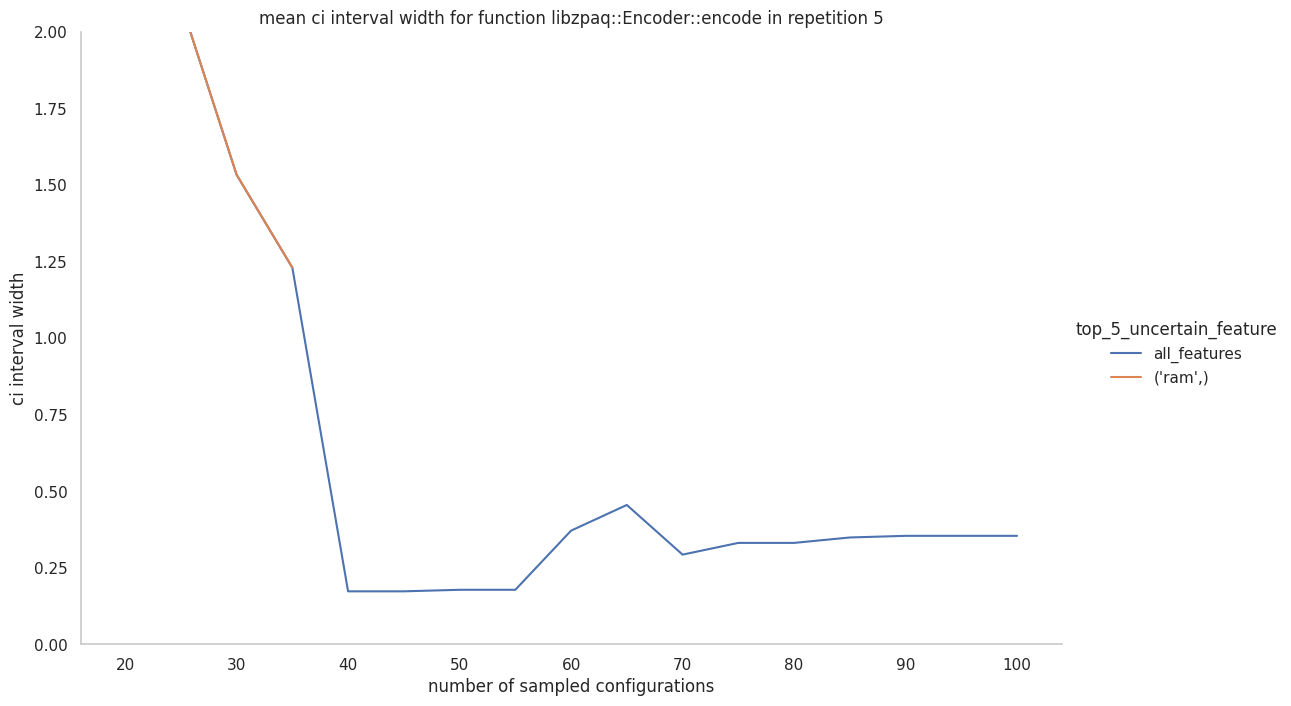 mean ci interval width for function libzpaq::Encoder::encode in repetition 5
2.00
1.75
1.50
1.25
1.00
0.75
0.50
0.25
0.00
ci interval width
20 30 40 50 60 70 80 90 100
number of sampled configurations
top_5_uncertain_feature
all_features
('ram',)